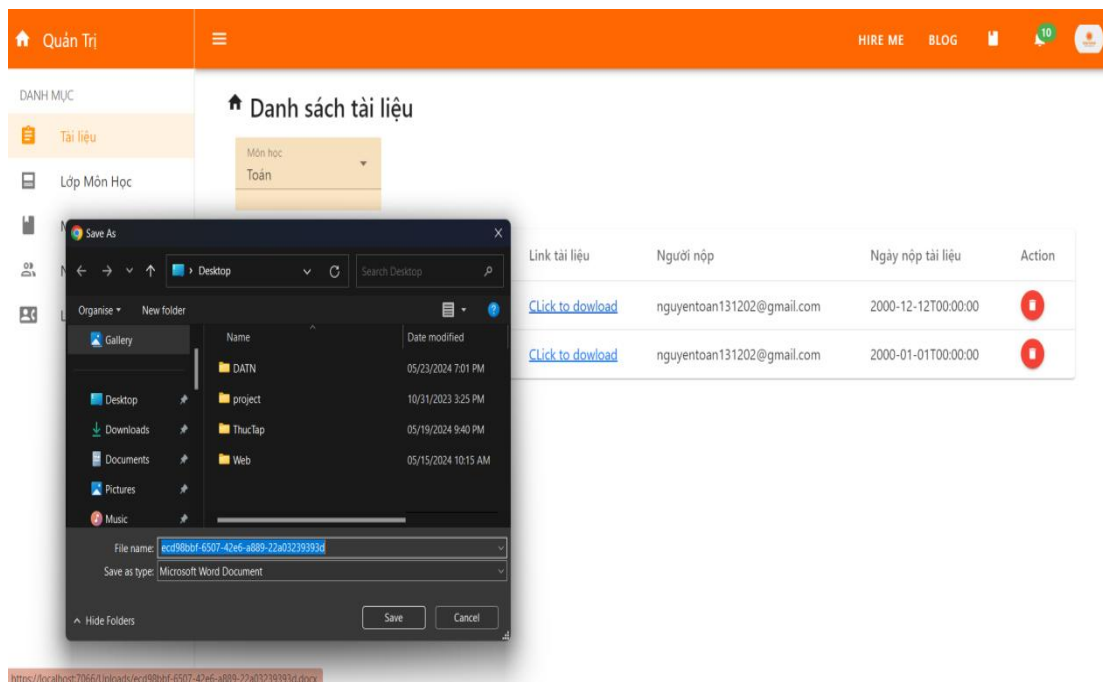 Quản Trị
HIRE ME BLOG 10
DANH MỤC
Danh sách tài liệu
Tài liệu
Môn học
Toán
Lớp Môn Học
Save As
Link tài liệu Người nộp Ngày nộp tài liệu Action
Desktop
Search Desktop
Organise New folder
CLick to dowload nguyentoan131202@gmail.com 2000-12-12T00:00:00
Gallery
Name Date modified
CLick to dowload nguyentoan131202@gmail.com 2000-01-01T00:00:00
DATN 05/23/2024 7:01 PM
Desktop
project 10/31/2023 3:25 PM
Downloads
ThucTap 05/19/2024 9:40 PM
Documents
Web 05/15/2024 10:15 AM
Pictures
Music
File name: ecd98bbf-6507-42e6-a889-22a03239393d
Save as type: Microsoft Word Document
Hide Folders Save Cancel
https://localhost:7066/Uploads/ecd98bbf-6507-42e6-a889-22a03239393d.docx